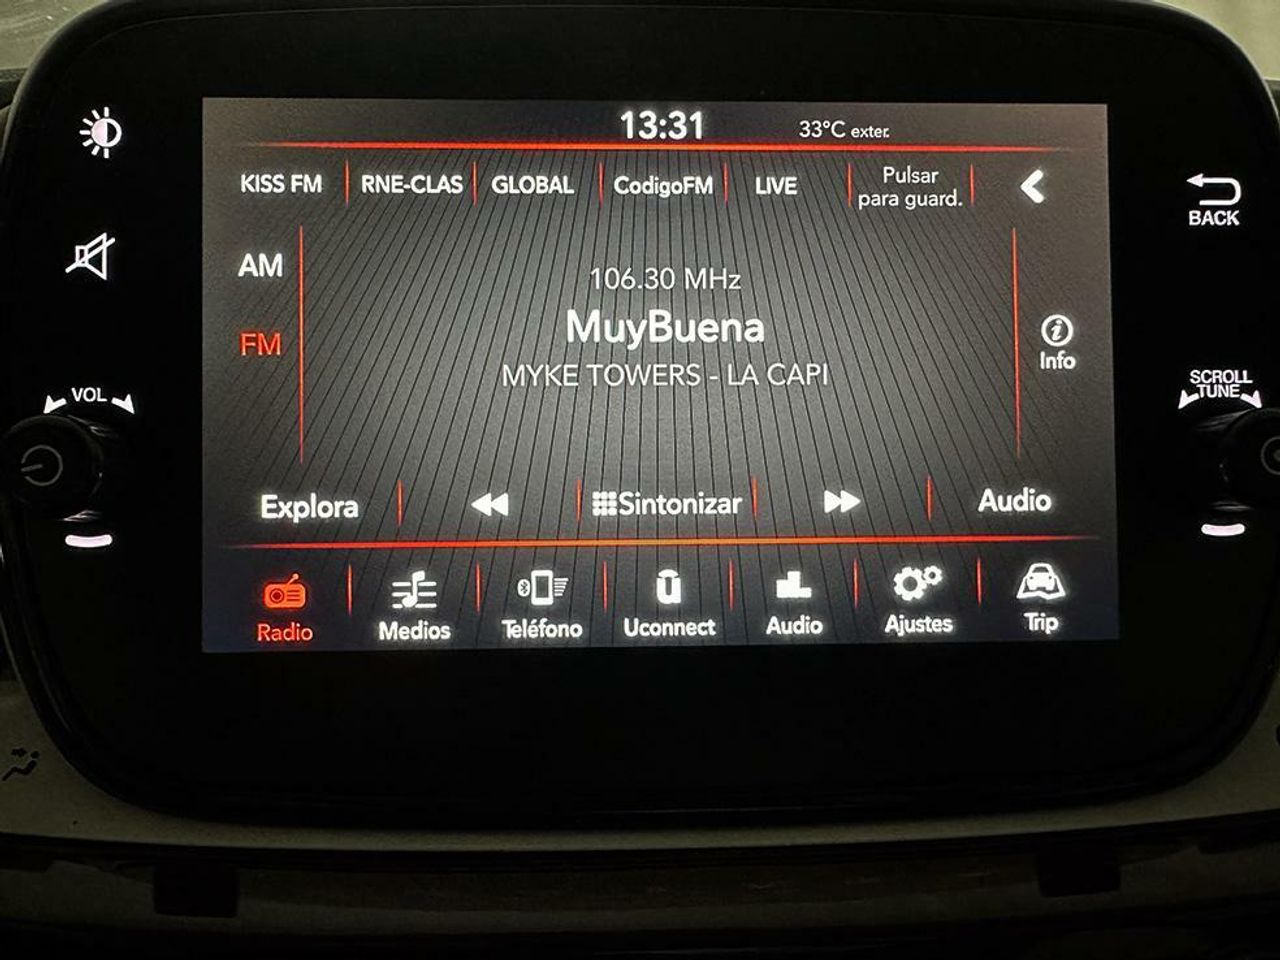 13:31
33°C exter.
KISS FM
RNE-CLAS
GLOBAL
CodigoFM
LIVE
Pulsar
para guard.
BACK
AM
106.30 MHz
MuyBuena
FM
Info
MYKE TOWERS - LA CAPI
VOL
SCROLL
TUNE
Explora
Sintonizar
Audio
Radio
Medios
Teléfono
Uconnect
Audio
Ajustes
Trip